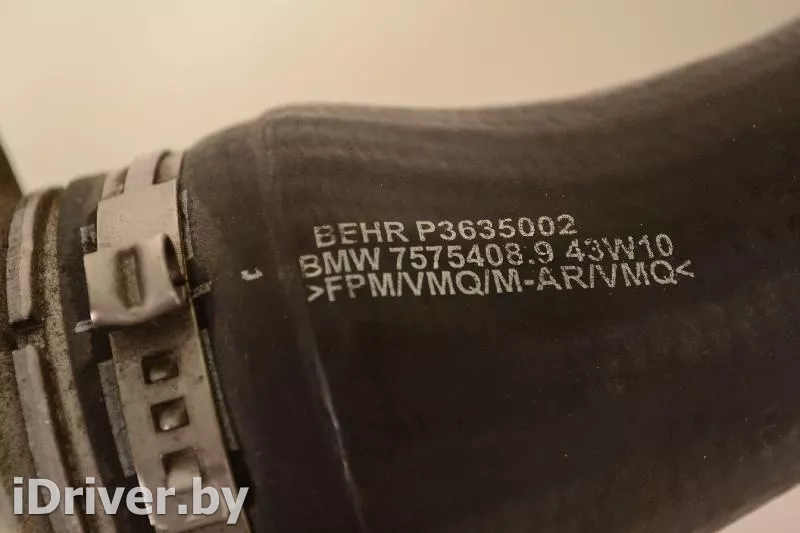 BEHR P3635002
BMW 7575408.9 43W10
>FPM/VMQ/M-AR/VMQ<
iDriver.by